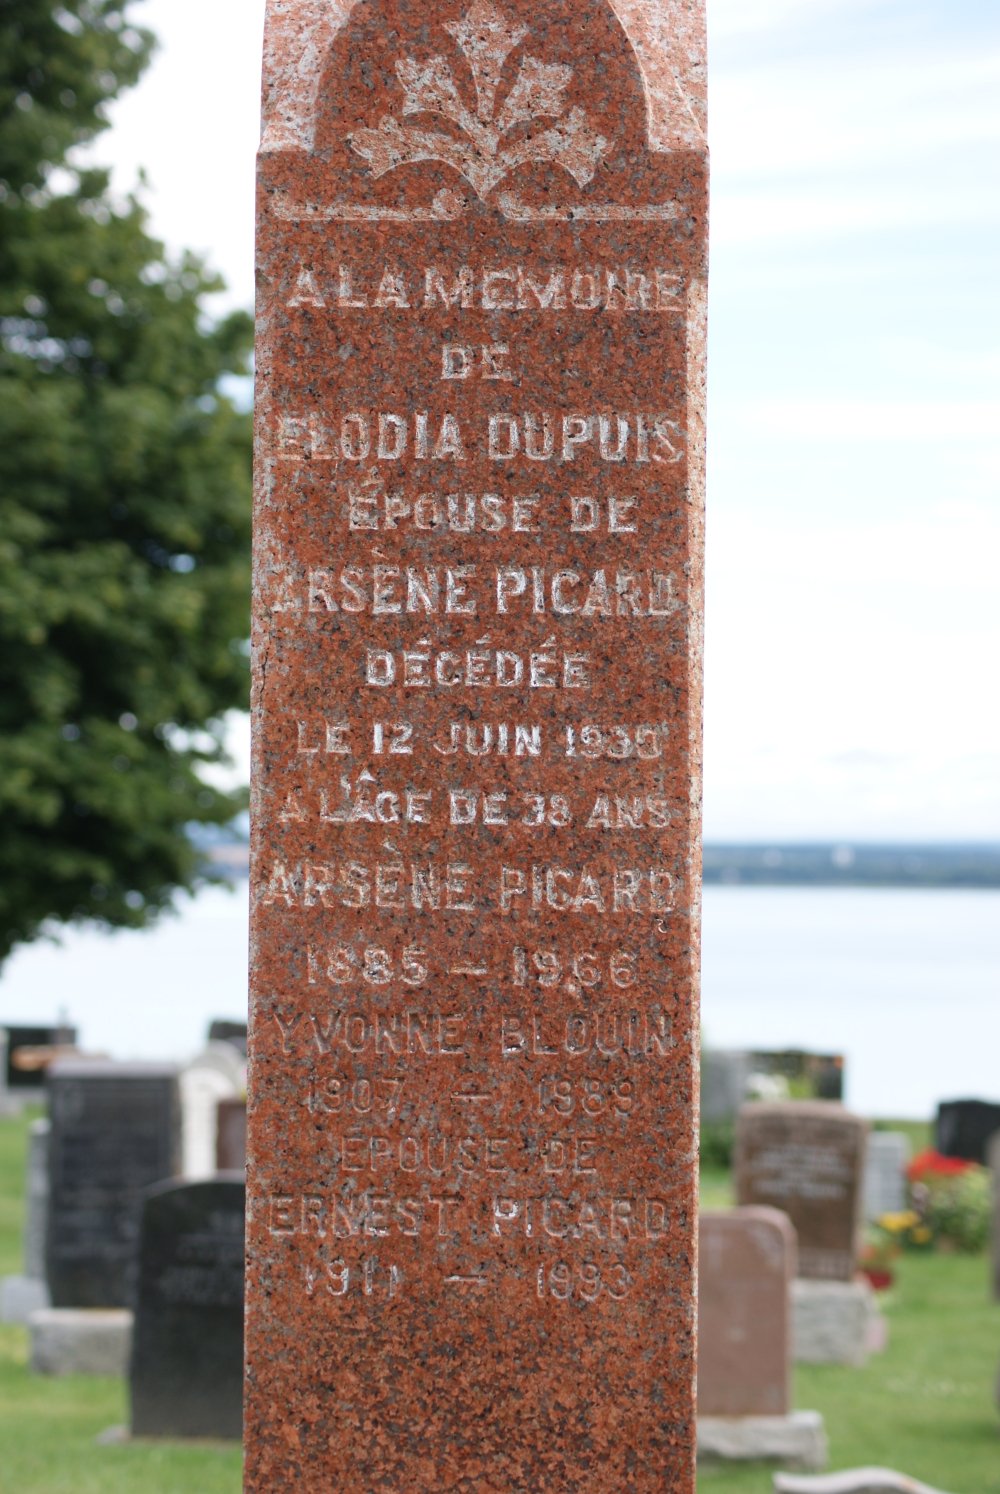 A LA MEMOIRE
DE
ELODIA DUPUIS
ÉPOUSE DE
ARSÈNE PICARD
DÉCÉDÉE
LE 12 JUIN 1935
A L'ÂGE DE 38 ANS
ARSÈNE PICARD
1885 - 1966
YVONNE BLOUIN
1907 - 1989
ÉPOUSE DE
ERNEST PICARD
1911 - 1993